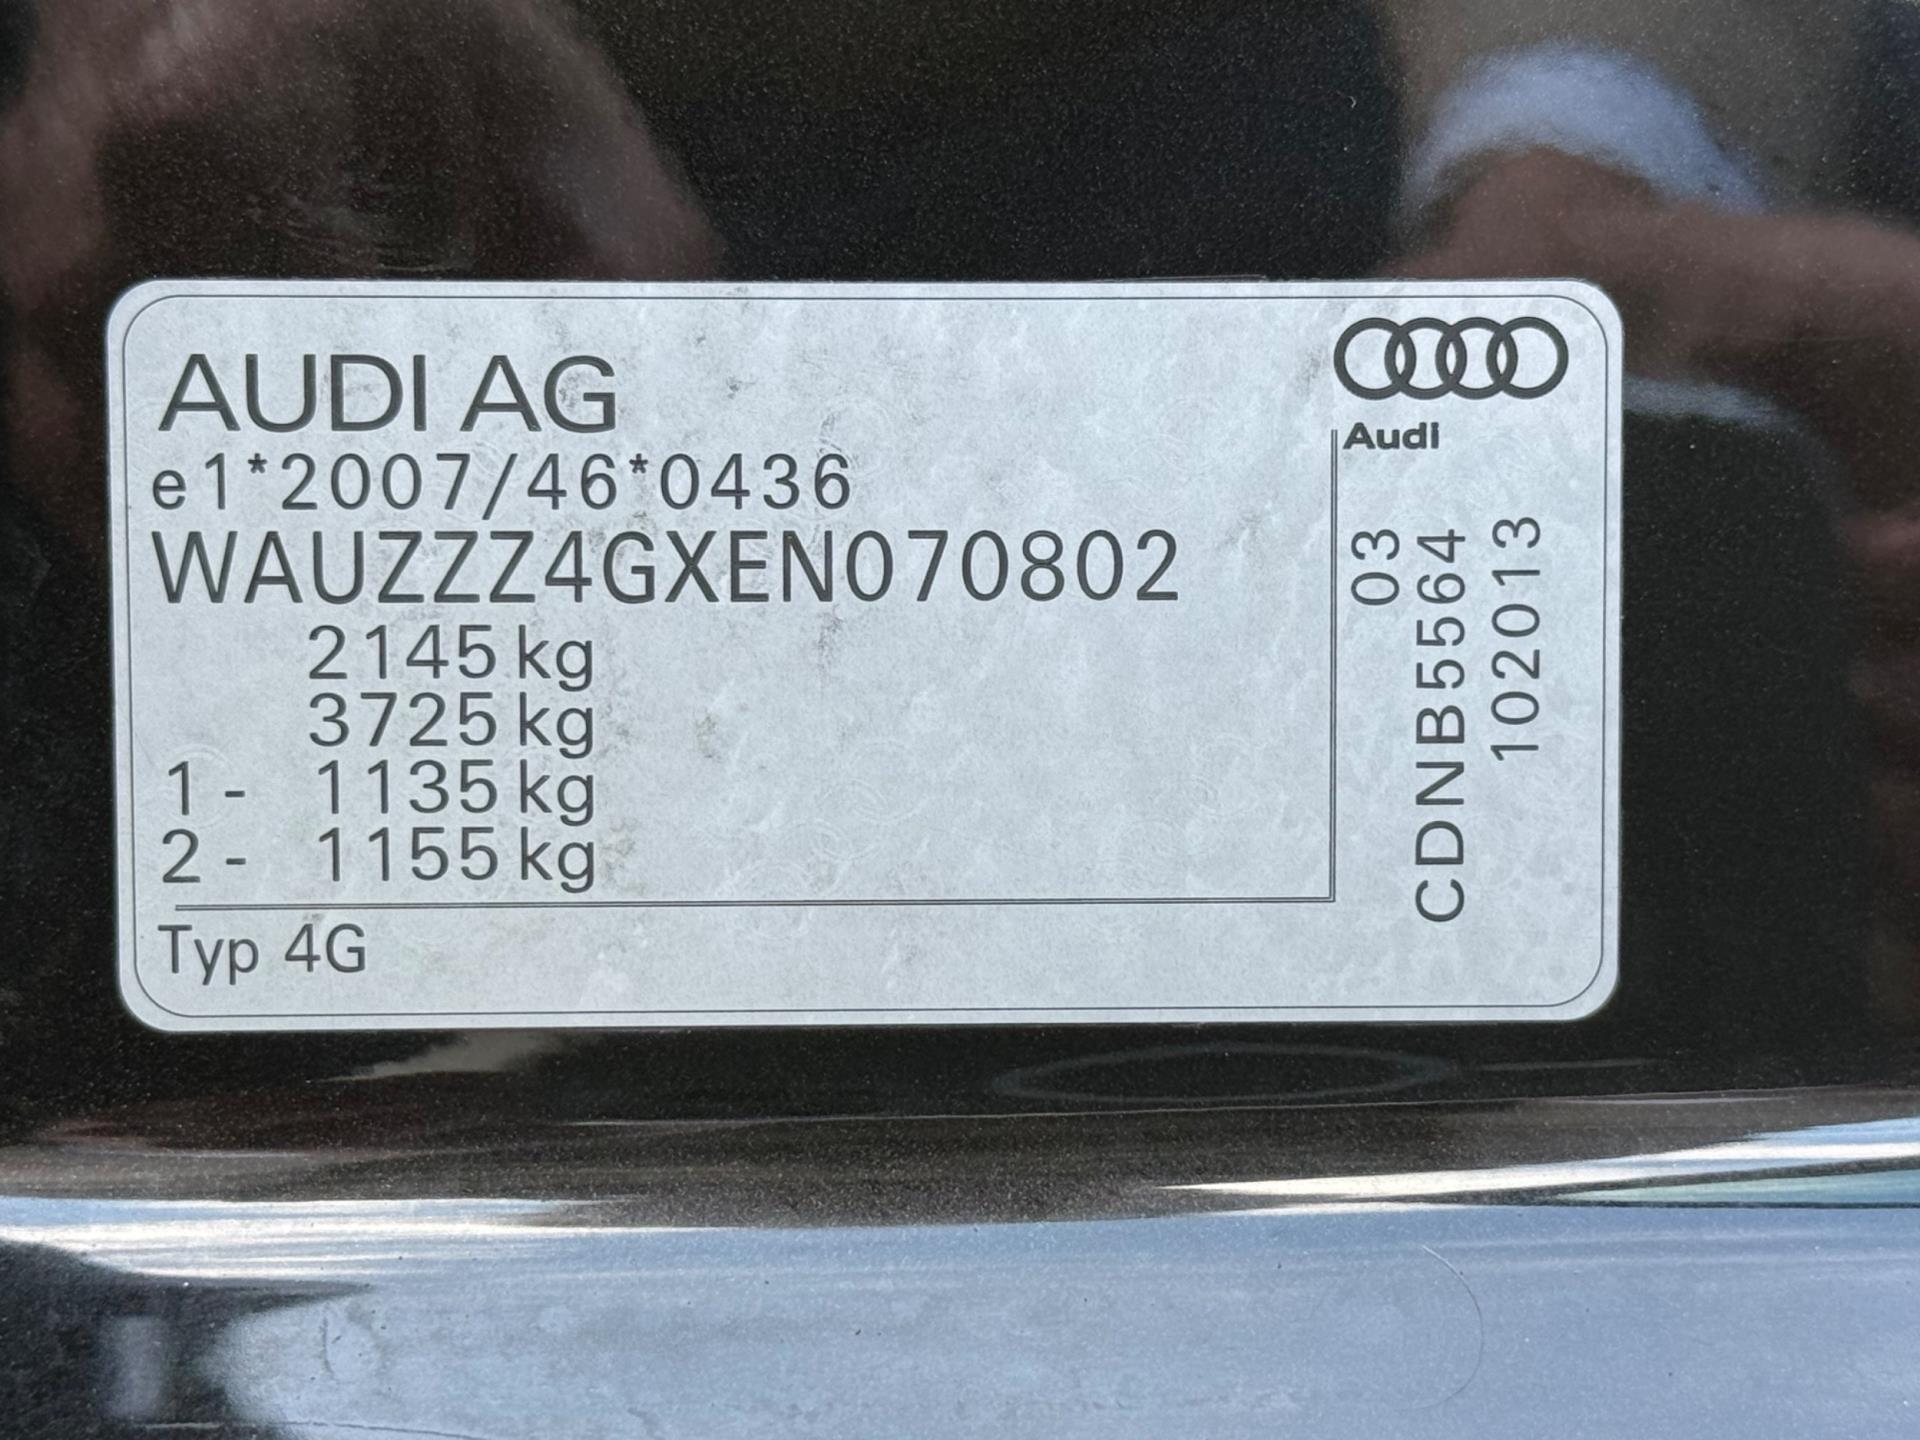 AUDI AG
e1*2007/46*0436
WAUZZZ4GXEN070802
2145 kg
3725 kg
1 - 1135 kg
2 - 1155 kg
Typ 4G
Audi
03
CDNB5564
102013